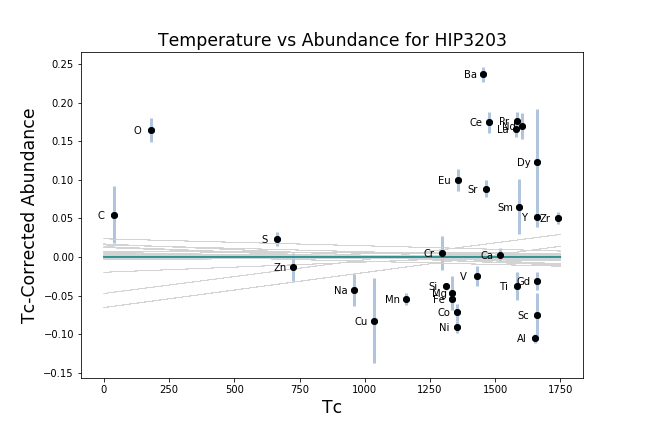 Temperature vs Abundance for HIP3203
Tc-Corrected Abundance
0.25
0.20
0.15
0.10
0.05
0.00
−0.05
−0.10
−0.15
Ba
O
Ce
Pr
Nd
La
Dy
Eu
Sr
Sm
C
Y
Zr
S
Cr
Ca
Zn
V
Na
Si
Mg
Fe
Ti
Gd
Mn
Co
Sc
Cu
Ni
Al
0
250
500
750
1000
1250
1500
1750
Tc